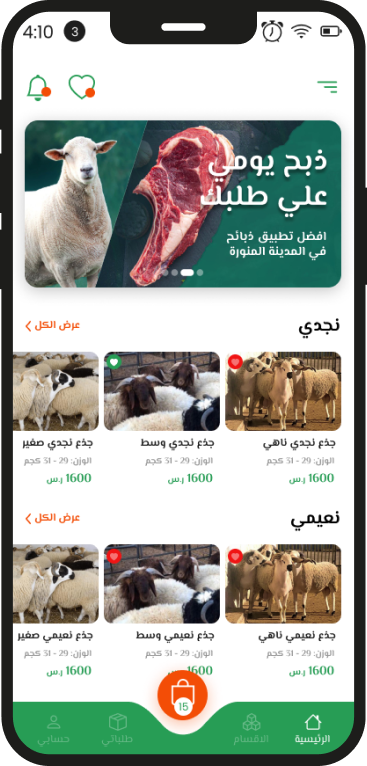 4:10 3
ذبح يومي
علي طلبك
افضل تطبيق ذبائح
في المدينة المنورة
نجدي
عرض الكل
جذع نجدي ناهي
الوزن: 29 - 31 كجم
1600 ر.س
جذع نجدي وسط
الوزن: 29 - 31 كجم
1600 ر.س
جذع نجدي صغير
الوزن: 29 - 31 كجم
1600 ر.س
نعيمي
عرض الكل
جذع نعيمي ناهي
الوزن: 29 - 31 كجم
1600 ر.س
جذع نعيمي وسط
الوزن: 29 - 31 كجم
1600 ر.س
جذع نعيمي صغير
الوزن: 29 - 31 كجم
1600 ر.س
15
الرئيسية
الاقسام
طلباتي
حسابي